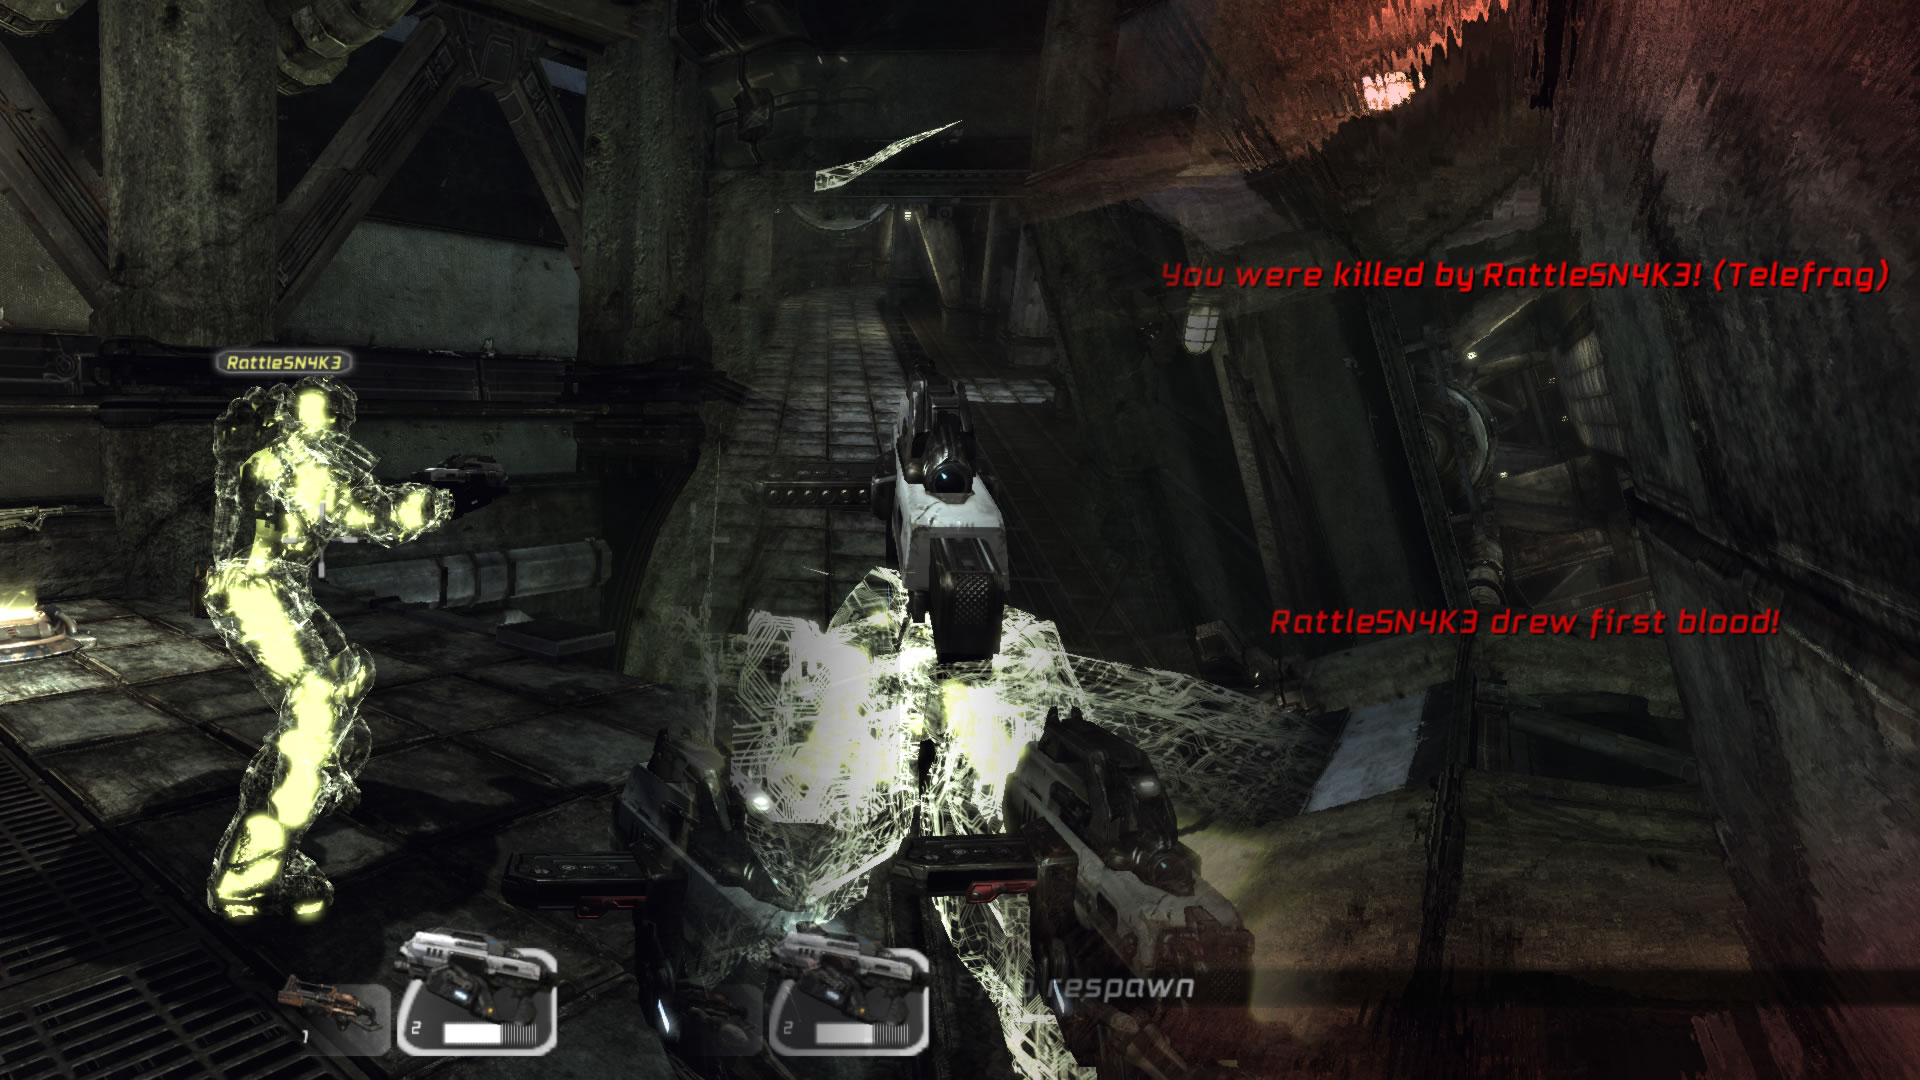 You were killed by RattleSN4K3! (Telefrag)
RattleSN4K3
RattleSN4K3 drew first blood!
respawn
1
2
2